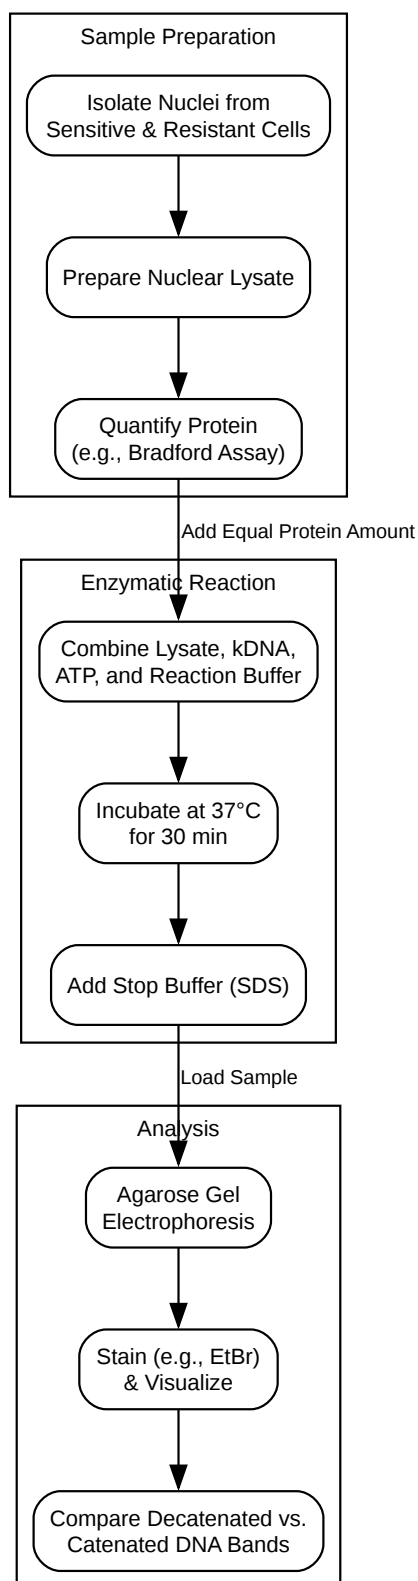 Sample Preparation
Isolate Nuclei from
Sensitive & Resistant Cells
Prepare Nuclear Lysate
Quantify Protein
(e.g., Bradford Assay)
Add Equal Protein Amount
Enzymatic Reaction
Combine Lysate, kDNA,
ATP, and Reaction Buffer
Incubate at 37°C
for 30 min
Add Stop Buffer (SDS)
Load Sample
Analysis
Agarose Gel
Electrophoresis
Stain (e.g., EtBr)
& Visualize
Compare Decatenated vs.
Catenated DNA Bands